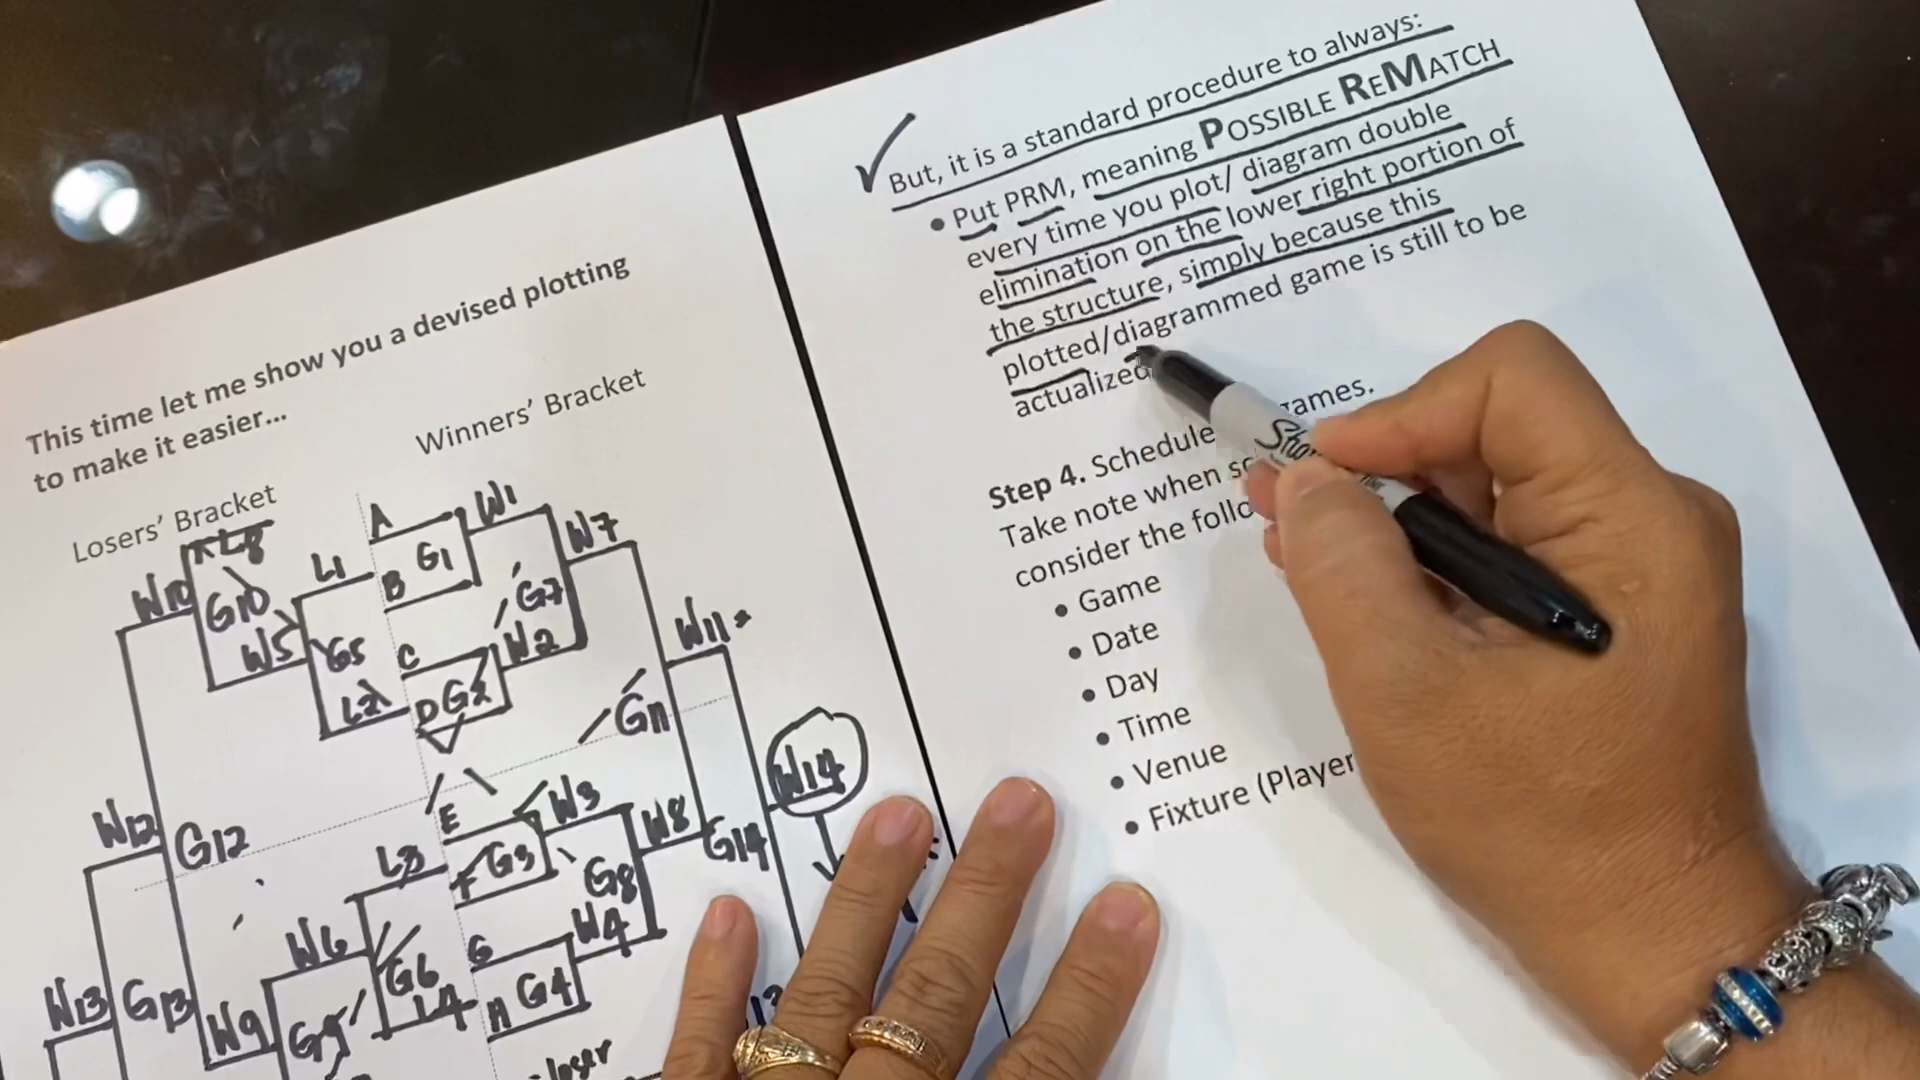 This time let me show you a devised plotting
to make it easier...
Losers' Bracket
Winners' Bracket
A
W1
G1
B
L1
W7
G7
C
W2
G2
D
L2
G5
W5
G10
W10
W11
G11
E
W3
G3
F
L3
W8
G8
G
W4
G4
H
L4
G6
W6
G9
W9
W12
G12
W13
G13
G14
W14
loser
But, it is a standard procedure to always:
• Put PRM, meaning POSSIBLE REMATCH
every time you plot/ diagram double
elimination on the lower right portion of
the structure, simply because this
plotted/diagrammed game is still to be
actualized
Step 4. Schedule games.
Take note when
consider the
• Game
• Date
• Day
• Time
• Venue
• Fixture